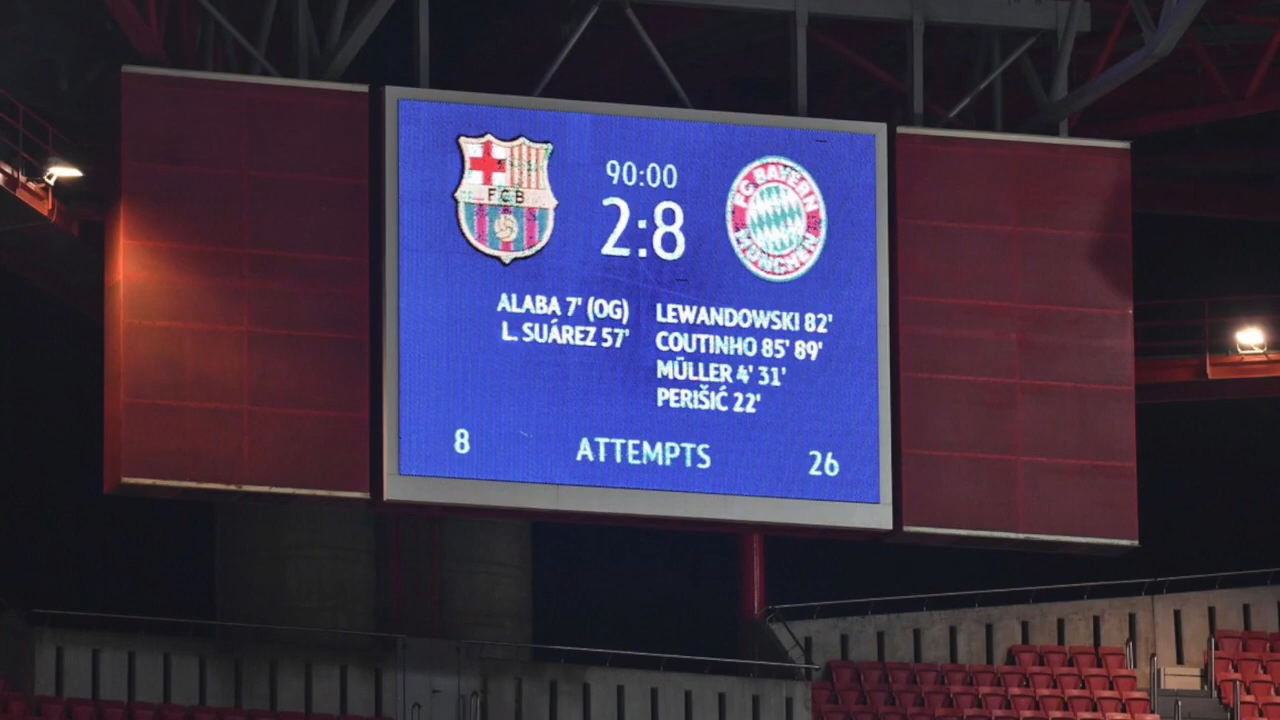 FCB
90:00
2:8
FC BAYERN
MÜNCHEN
ALABA 7' (OG)
L. SUÁREZ 57'
LEWANDOWSKI 82'
COUTINHO 85' 89'
MÜLLER 4' 31'
PERIŠIĆ 22'
8 ATTEMPTS 26